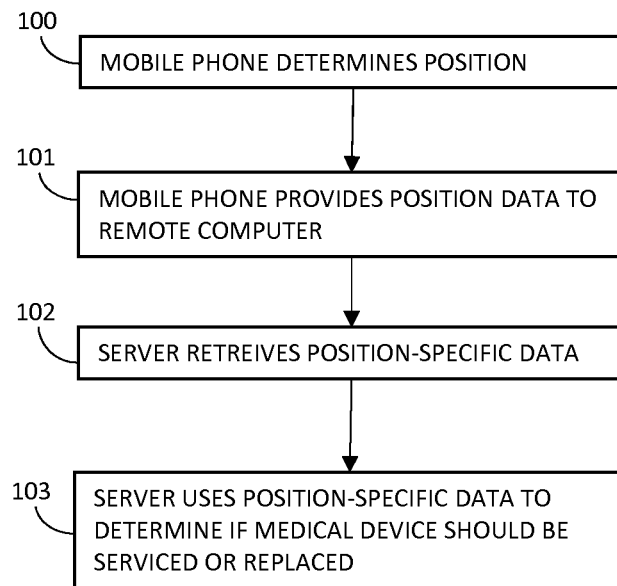 100
MOBILE PHONE DETERMINES POSITION
101
MOBILE PHONE PROVIDES POSITION DATA TO
REMOTE COMPUTER
102
SERVER RETREIVES POSITION-SPECIFIC DATA
103
SERVER USES POSITION-SPECIFIC DATA TO
DETERMINE IF MEDICAL DEVICE SHOULD BE
SERVICED OR REPLACED